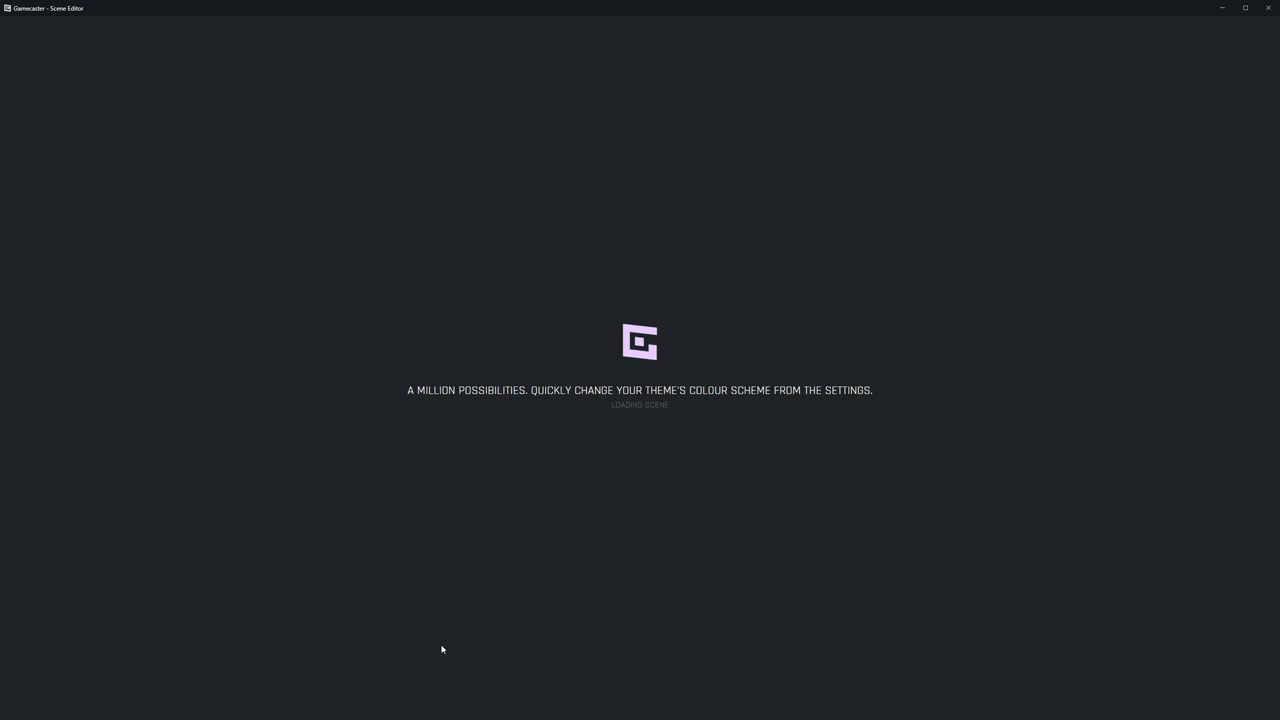 Gamecaster - Scene Editor
A MILLION POSSIBILITIES. QUICKLY CHANGE YOUR THEME'S COLOUR SCHEME FROM THE SETTINGS.
LOADING SCENE